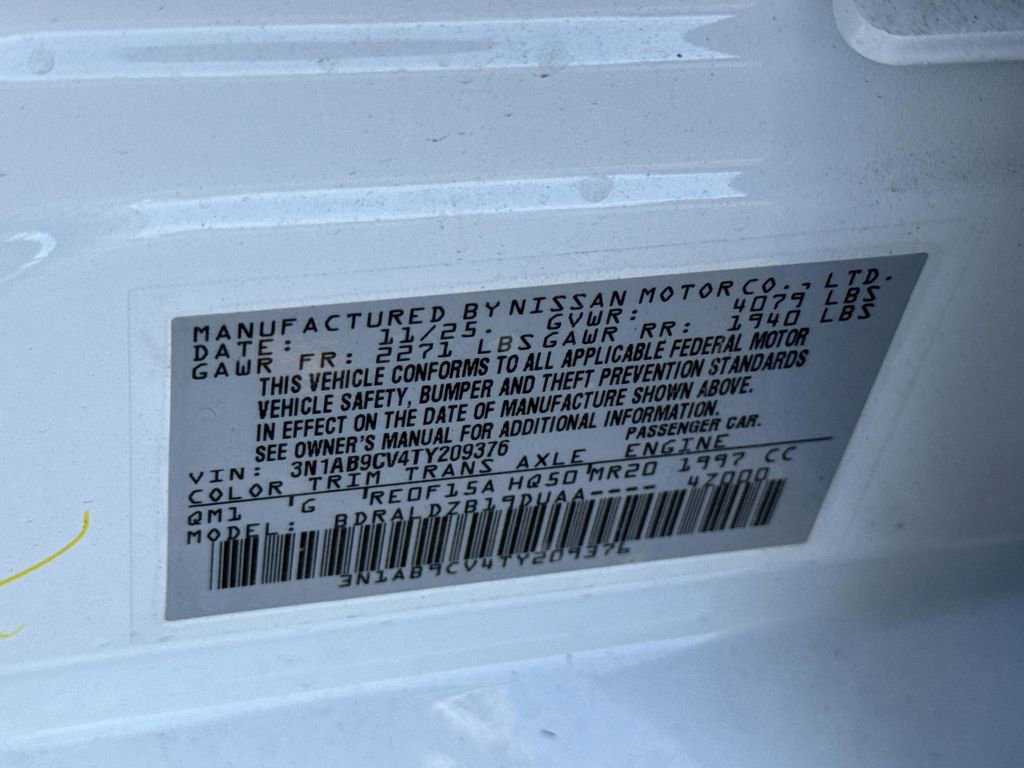 MANUFACTURED BY NISSAN MOTOR CO., LTD.
DATE: 11/25. GVWR: 4079 LBS
GAWR FR: 2271 LBS GAWR RR: 1940 LBS
THIS VEHICLE CONFORMS TO ALL APPLICABLE FEDERAL MOTOR
VEHICLE SAFETY, BUMPER AND THEFT PREVENTION STANDARDS
IN EFFECT ON THE DATE OF MANUFACTURE SHOWN ABOVE.
SEE OWNER'S MANUAL FOR ADDITIONAL INFORMATION.
VIN: 3N1AB9CV4TY209376 PASSENGER CAR.
COLOR TRIM TRANS AXLE ENGINE
QM1 'G 'RE0F15A HQ50 'MR20 1997 CC
MODEL: BDRALDZB19DUAA---- 47000
3N1AB9CV4TY209376